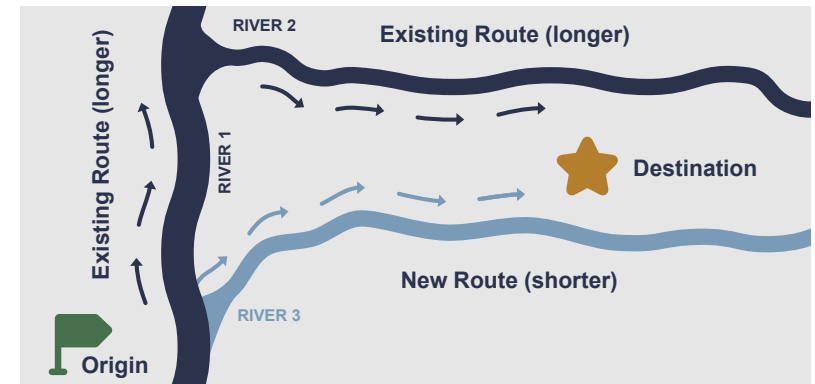 RIVER 2
Existing Route (longer)
Existing Route (longer)
RIVER 1
Destination
New Route (shorter)
RIVER 3
Origin